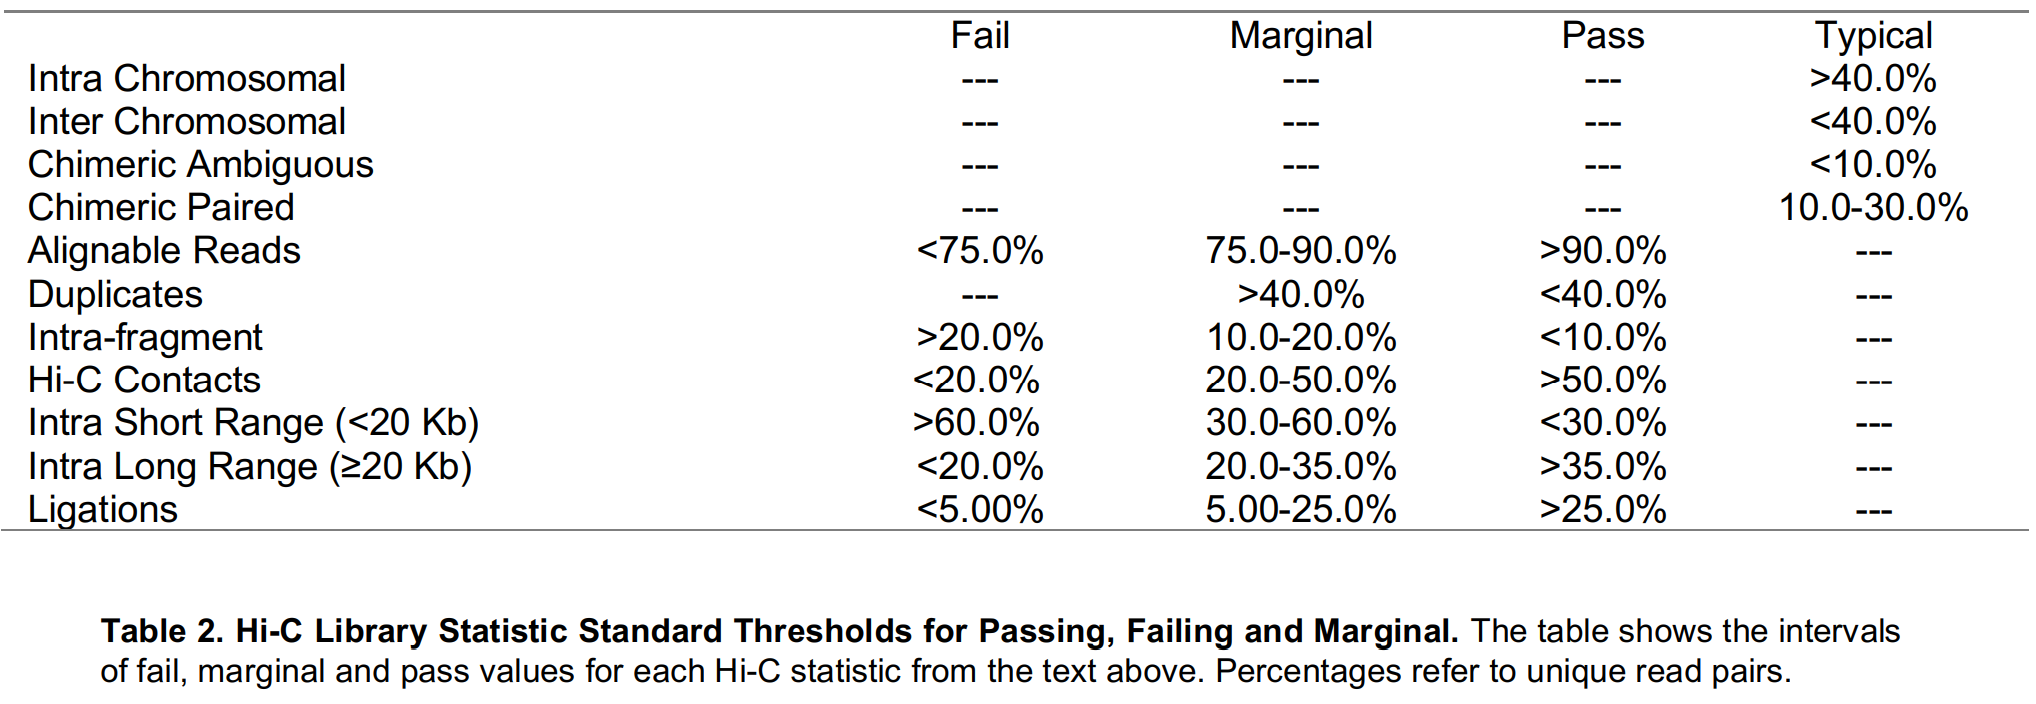 Fail Marginal Pass Typical
Intra Chromosomal --- --- --- >40.0%
Inter Chromosomal --- --- --- <40.0%
Chimeric Ambiguous --- --- --- <10.0%
Chimeric Paired --- --- --- 10.0-30.0%
Alignable Reads <75.0% 75.0-90.0% >90.0% ---
Duplicates --- >40.0% <40.0% ---
Intra-fragment >20.0% 10.0-20.0% <10.0% ---
Hi-C Contacts <20.0% 20.0-50.0% >50.0% ---
Intra Short Range (<20 Kb) >60.0% 30.0-60.0% <30.0% ---
Intra Long Range (≥20 Kb) <20.0% 20.0-35.0% >35.0% ---
Ligations <5.00% 5.00-25.0% >25.0% ---
Table 2. Hi-C Library Statistic Standard Thresholds for Passing, Failing and Marginal. The table shows the intervals
of fail, marginal and pass values for each Hi-C statistic from the text above. Percentages refer to unique read pairs.